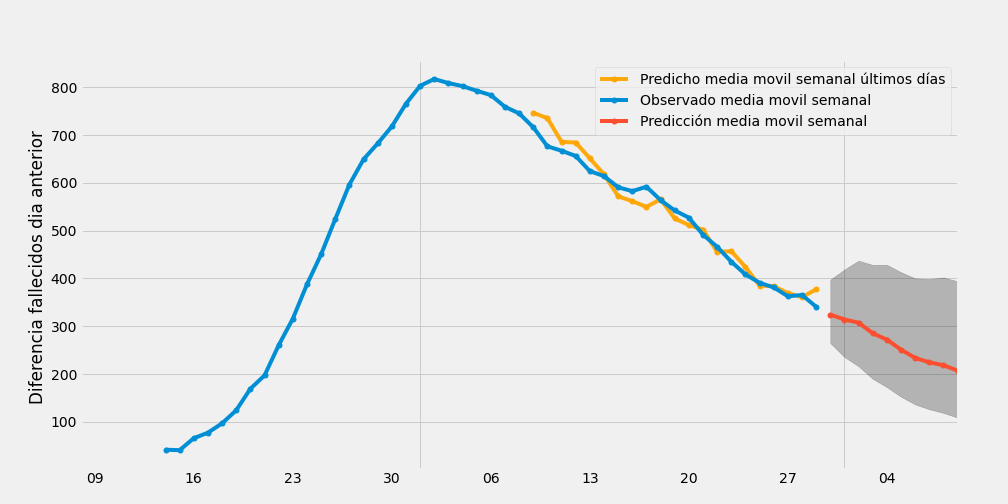 Predicho media movil semanal últimos días
Observado media movil semanal
Predicción media movil semanal
Diferencia fallecidos dia anterior
800
700
600
500
400
300
200
100
09 16 23 30 06 13 20 27 04